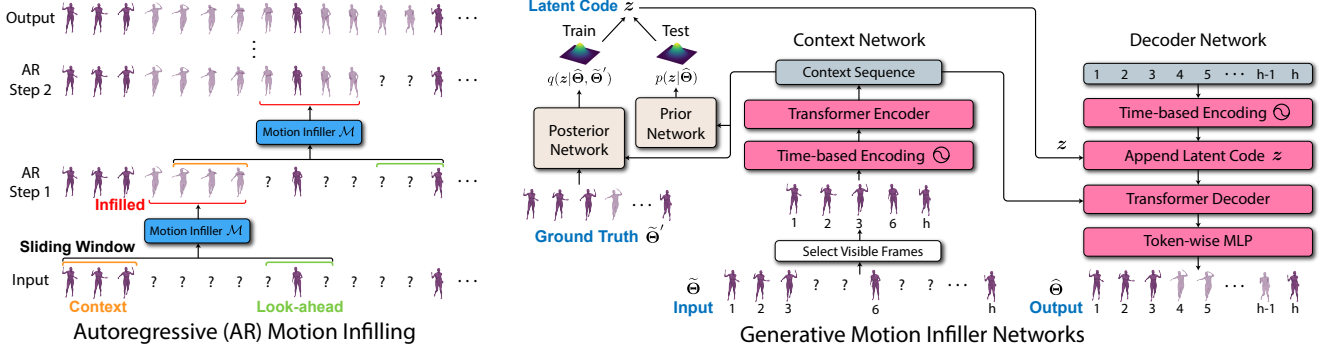 Output ...
⋮
AR Step 2 ? ? ...
Motion Infiller M
AR Step 1 ? ? ? ? ? ...
Infilled
Motion Infiller M
Sliding Window
Input ? ? ? ? ? ? ? ? ? ...
Context Look-ahead
Autoregressive (AR) Motion Infilling
Latent Code z
Train Test
q(z|Θ̂, Θ̃′) p(z|Θ̂)
Posterior Network
Prior Network
...
Ground Truth Θ̃′
Context Network
Context Sequence
Transformer Encoder
Time-based Encoding
1 2 3 6 h
Select Visible Frames
Θ̃ ? ? ? ? ... ?
Input 1 2 3 6 h
Decoder Network
1 2 3 4 5 ... h-1 h
Time-based Encoding
z
Append Latent Code z
Transformer Decoder
Token-wise MLP
Θ̂ ...
Output 1 2 3 4 5 h-1 h
Generative Motion Infiller Networks